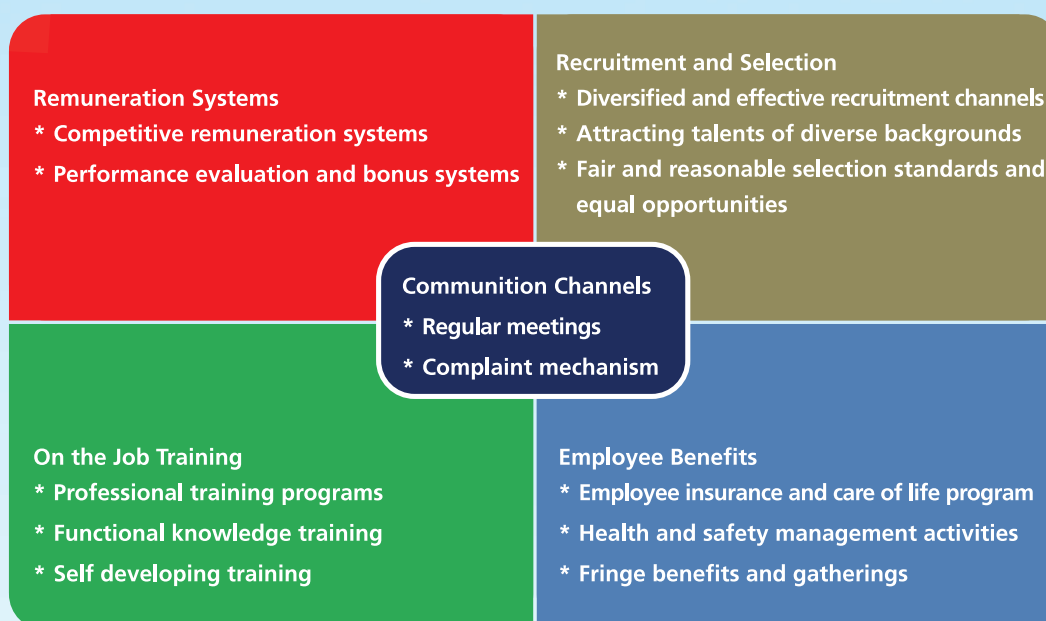 Remuneration Systems
* Competitive remuneration systems
* Performance evaluation and bonus systems
Recruitment and Selection
* Diversified and effective recruitment channels
* Attracting talents of diverse backgrounds
* Fair and reasonable selection standards and
equal opportunities
Communition Channels
* Regular meetings
* Complaint mechanism
On the Job Training
* Professional training programs
* Functional knowledge training
* Self developing training
Employee Benefits
* Employee insurance and care of life program
* Health and safety management activities
* Fringe benefits and gatherings